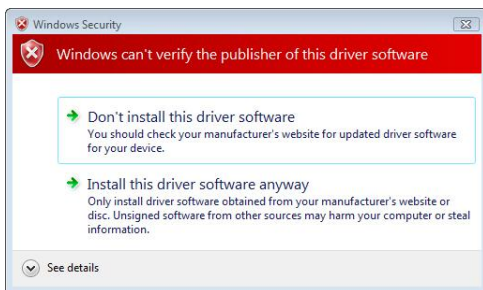 Windows Security
Windows can't verify the publisher of this driver software
Don't install this driver software
You should check your manufacturer's website for updated driver software
for your device.
Install this driver software anyway
Only install driver software obtained from your manufacturer's website or
disc. Unsigned software from other sources may harm your computer or steal
information.
See details